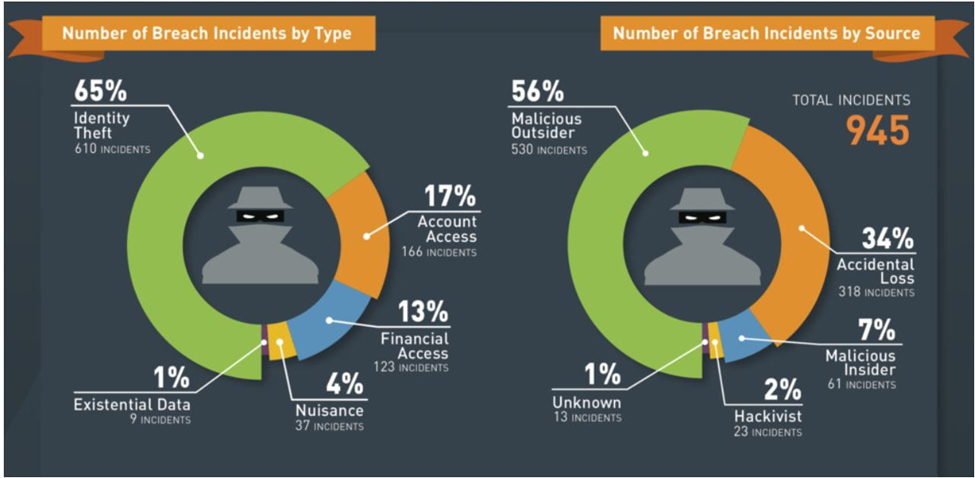 Number of Breach Incidents by Type
65%
Identity
Theft
610 INCIDENTS
17%
Account
Access
166 INCIDENTS
13%
Financial
Access
123 INCIDENTS
4%
Nuisance
37 INCIDENTS
1%
Existential Data
9 INCIDENTS
Number of Breach Incidents by Source
TOTAL INCIDENTS
945
56%
Malicious
Outsider
530 INCIDENTS
34%
Accidental
Loss
318 INCIDENTS
7%
Malicious
Insider
61 INCIDENTS
2%
Hackivist
23 INCIDENTS
1%
Unknown
13 INCIDENTS